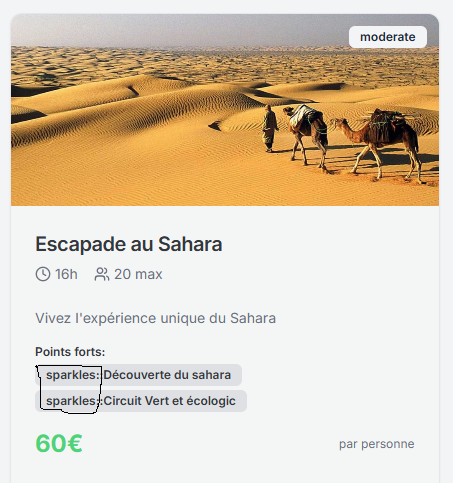 moderate
Escapade au Sahara
16h 20 max
Vivez l'expérience unique du Sahara
Points forts:
sparkles::Découverte du sahara
sparkles::Circuit Vert et écologic
60€ par personne